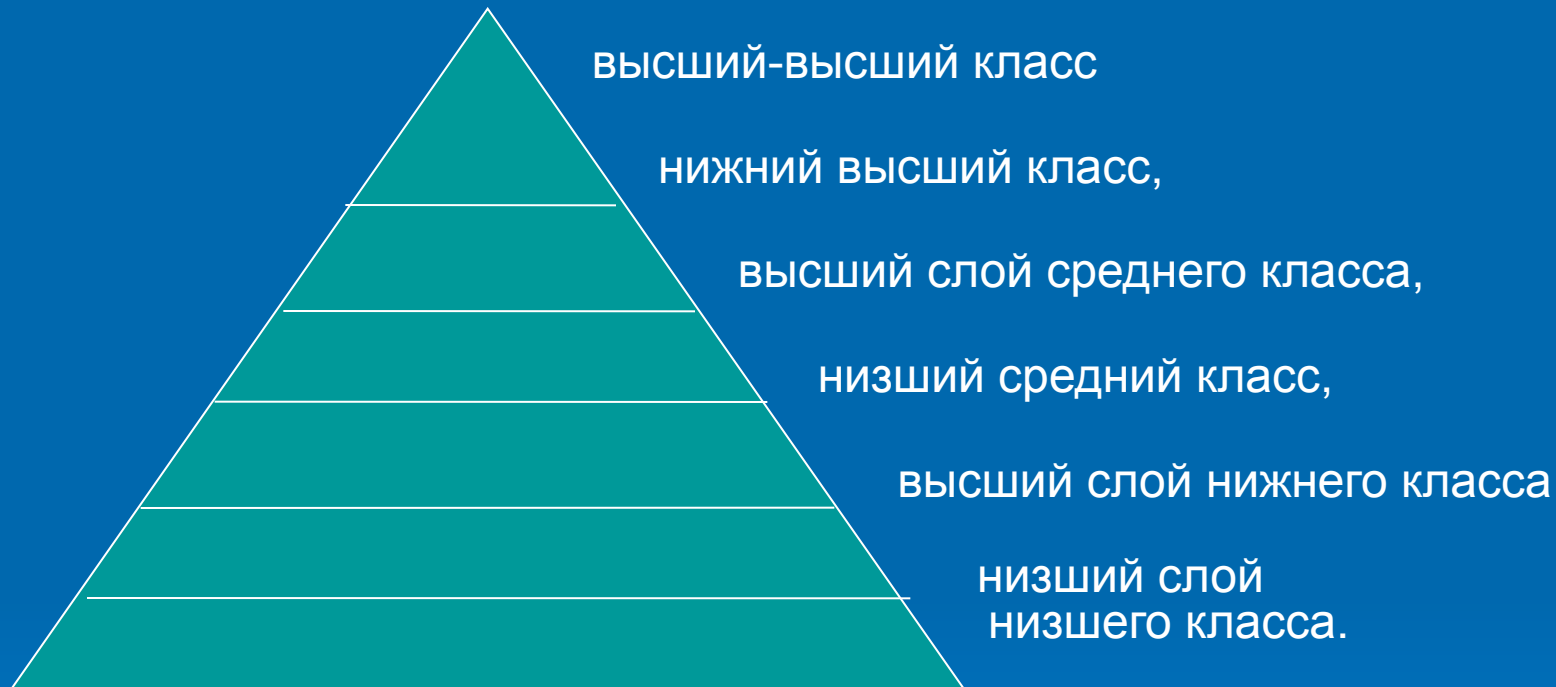 высший-высший класс
нижний высший класс,
высший слой среднего класса,
низший средний класс,
высший слой нижнего класса
низший слой
низшего класса.